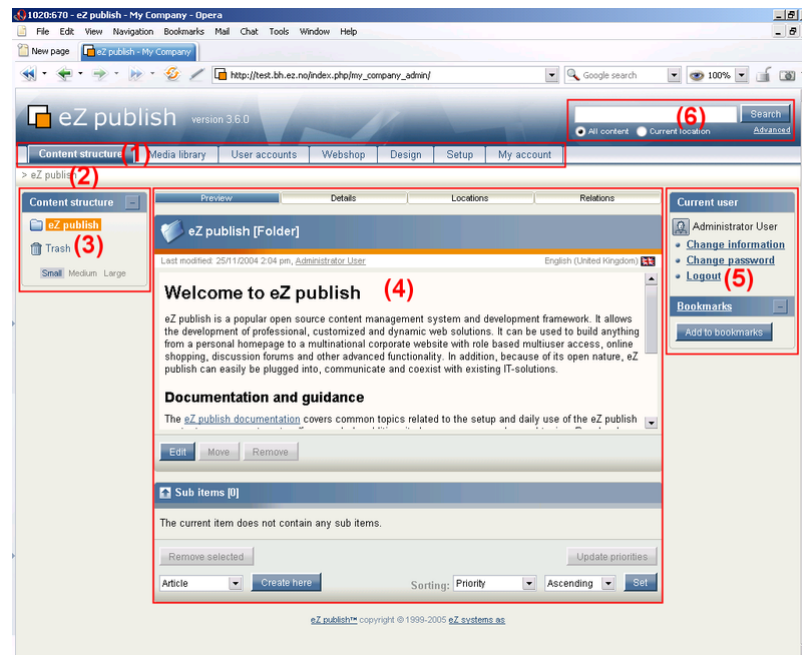 1020:670 - eZ publish - My Company - Opera
File Edit View Navigation Bookmarks Mail Chat Tools Window Help
New page eZ publish - My Company
http://test.bh.ez.no/index.php/my_company_admin/ Google search 100%
eZ publish version 3.6.0
(6) Search
All content Current location Advanced
Content structure (1) Media library User accounts Webshop Design Setup My account
> eZ publish
(2)
Content structure
eZ publish
Trash (3)
Small Medium Large
Preview Details Locations Relations
eZ publish [Folder]
Last modified: 25/11/2004 2:04 pm, Administrator User English (United Kingdom)
Welcome to eZ publish (4)
eZ publish is a popular open source content management system and development framework. It allows
the development of professional, customized and dynamic web solutions. It can be used to build anything
from a personal homepage to a multinational corporate website with role based multiuser access, online
shopping, discussion forums and other advanced functionality. In addition, because of its open nature, eZ
publish can easily be plugged into, communicate and coexist with existing IT-solutions.
Documentation and guidance
The eZ publish documentation covers common topics related to the setup and daily use of the eZ publish
Edit Move Remove
Sub items [0]
The current item does not contain any sub items.
Remove selected Update priorities
Article Create here Sorting: Priority Ascending Set
Current user
Administrator User
Change information
Change password
Logout (5)
Bookmarks
Add to bookmarks
eZ publish™ copyright © 1999-2005 eZ systems as